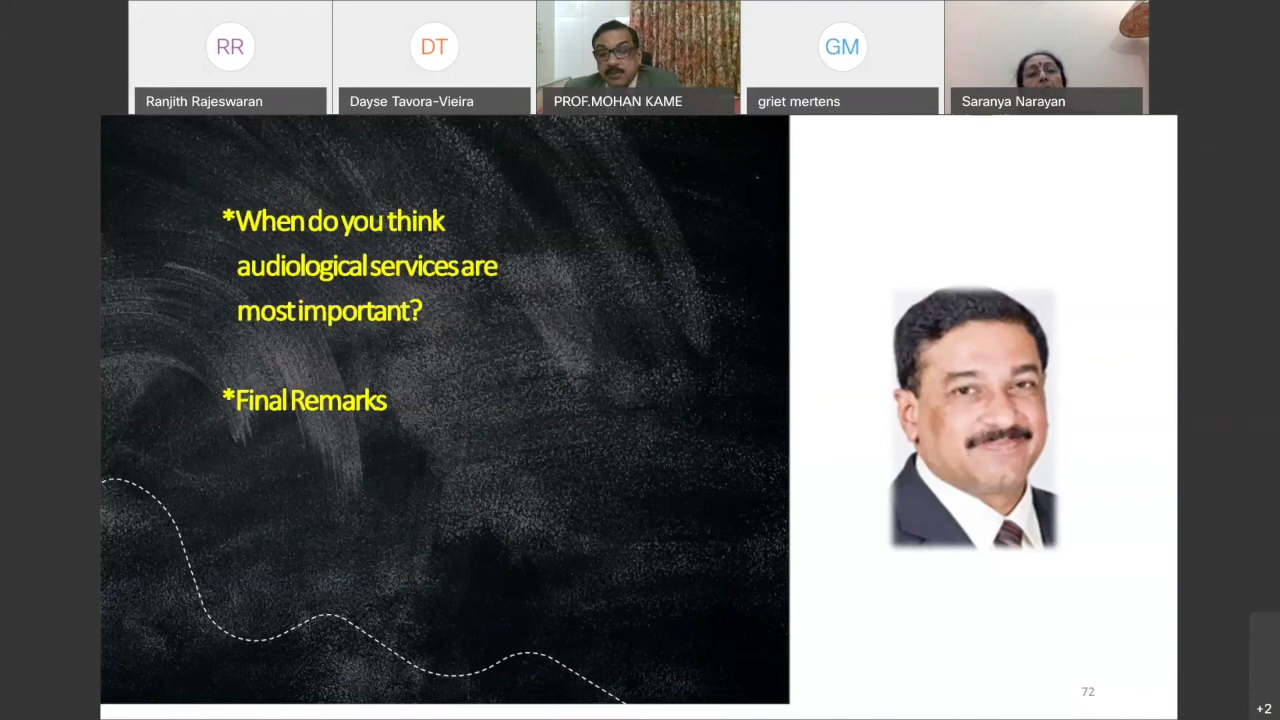 RR
DT
GM
Ranjith Rajeswaran
Dayse Tavora-Vieira
PROF.MOHAN KAME
griet mertens
Saranya Narayan
*When do you think
audiological services are
most important?
*Final Remarks
72
+2